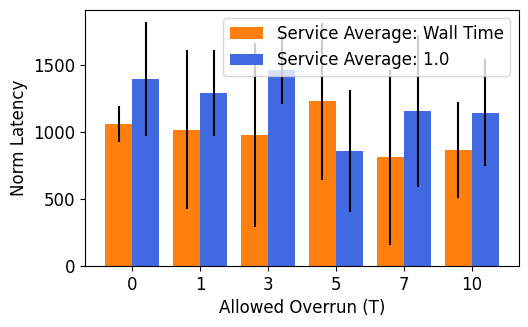 Service Average: Wall Time
Service Average: 1.0
Norm Latency
1500
1000
500
0
0 1 3 5 7 10
Allowed Overrun (T)